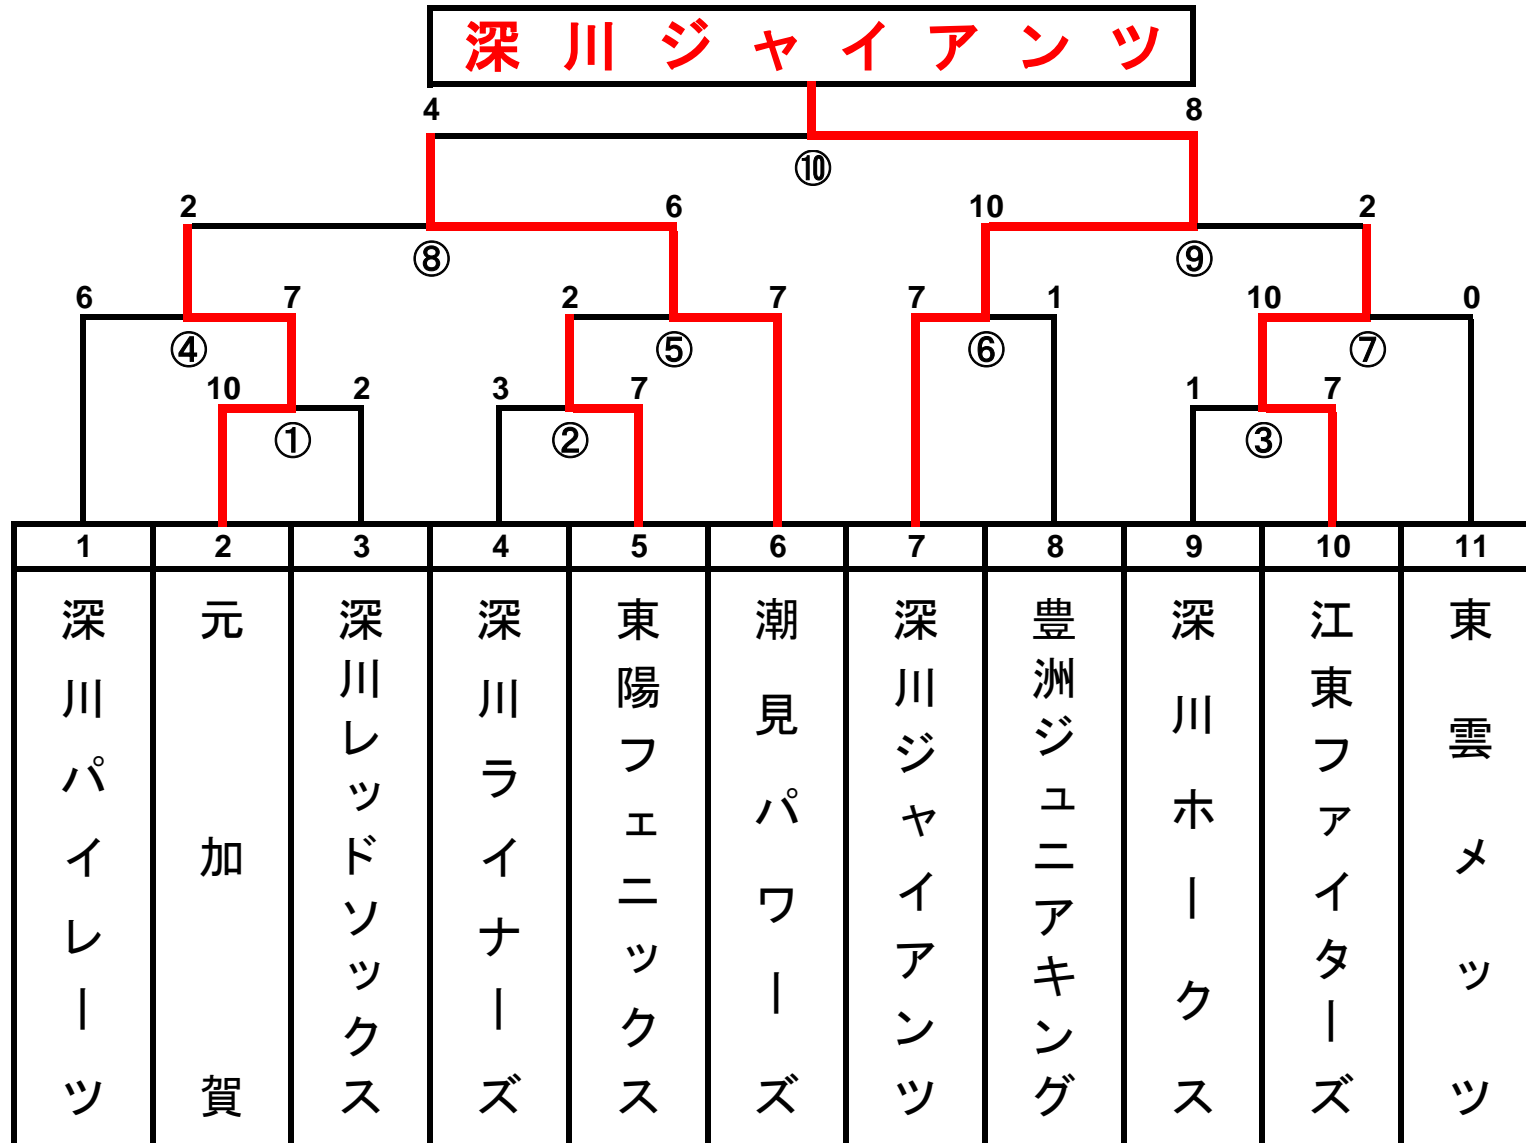 深川ジャイアンツ
4 8
⑩
2 6 10 2
⑧ ⑨
6 7 2 7 7 1 10 0
④ ⑤ ⑥ ⑦
10 2 3 7 1 7
① ② ③
1 2 3 4 5 6 7 8 9 10 11
深川パイレーツ
元加賀
深川レッドソックス
深川ライナーズ
東陽フェニックス
潮見パワーズ
深川ジャイアンツ
豊洲ジュニアキング
深川ホークス
江東ファイターズ
東雲メッツ